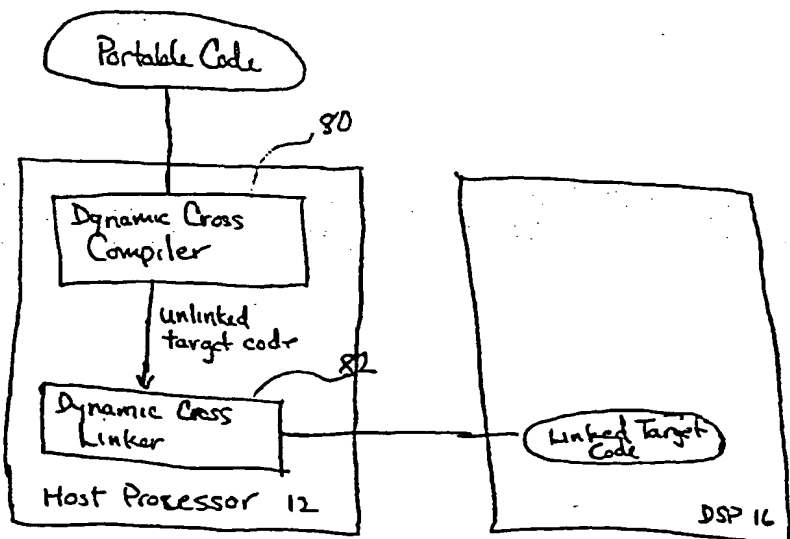 Portable Code
80
Dynamic Cross
Compiler
unlinked
target code
82
Dynamic Cross
Linker
Linked Target
Code
Host Processor 12
DSP 16